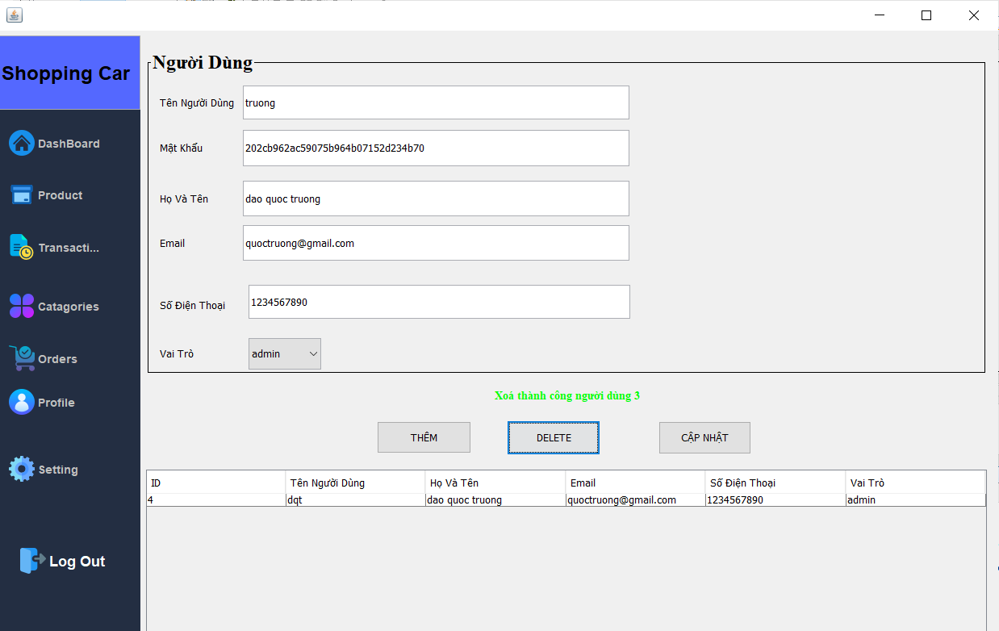 Shopping Car
DashBoard
Product
Transacti...
Catagories
Orders
Profile
Setting
Log Out
Người Dùng
Tên Người Dùng truong
Mật Khẩu 202cb962ac59075b964b07152d234b70
Họ Và Tên dao quoc truong
Email quoctruong@gmail.com
Số Điện Thoại 1234567890
Vai Trò admin
Xoá thành công người dùng 3
THÊM DELETE CẬP NHẬT
ID Tên Người Dùng Họ Và Tên Email Số Điện Thoại Vai Trò
4 dqt dao quoc truong quoctruong@gmail.com 1234567890 admin